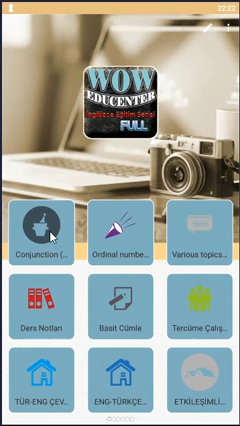 22:22
WOW
EDUCENTER
İngilizce Eğitim Serisi
FULL
Conjunction (...
Ordinal numbe...
Various topics...
Ders Notları
Basit Cümle
Tercüme Çalış...
TÜR-ENG ÇEV...
ENG-TÜRKÇE...
ETKİLEŞİMLİ...